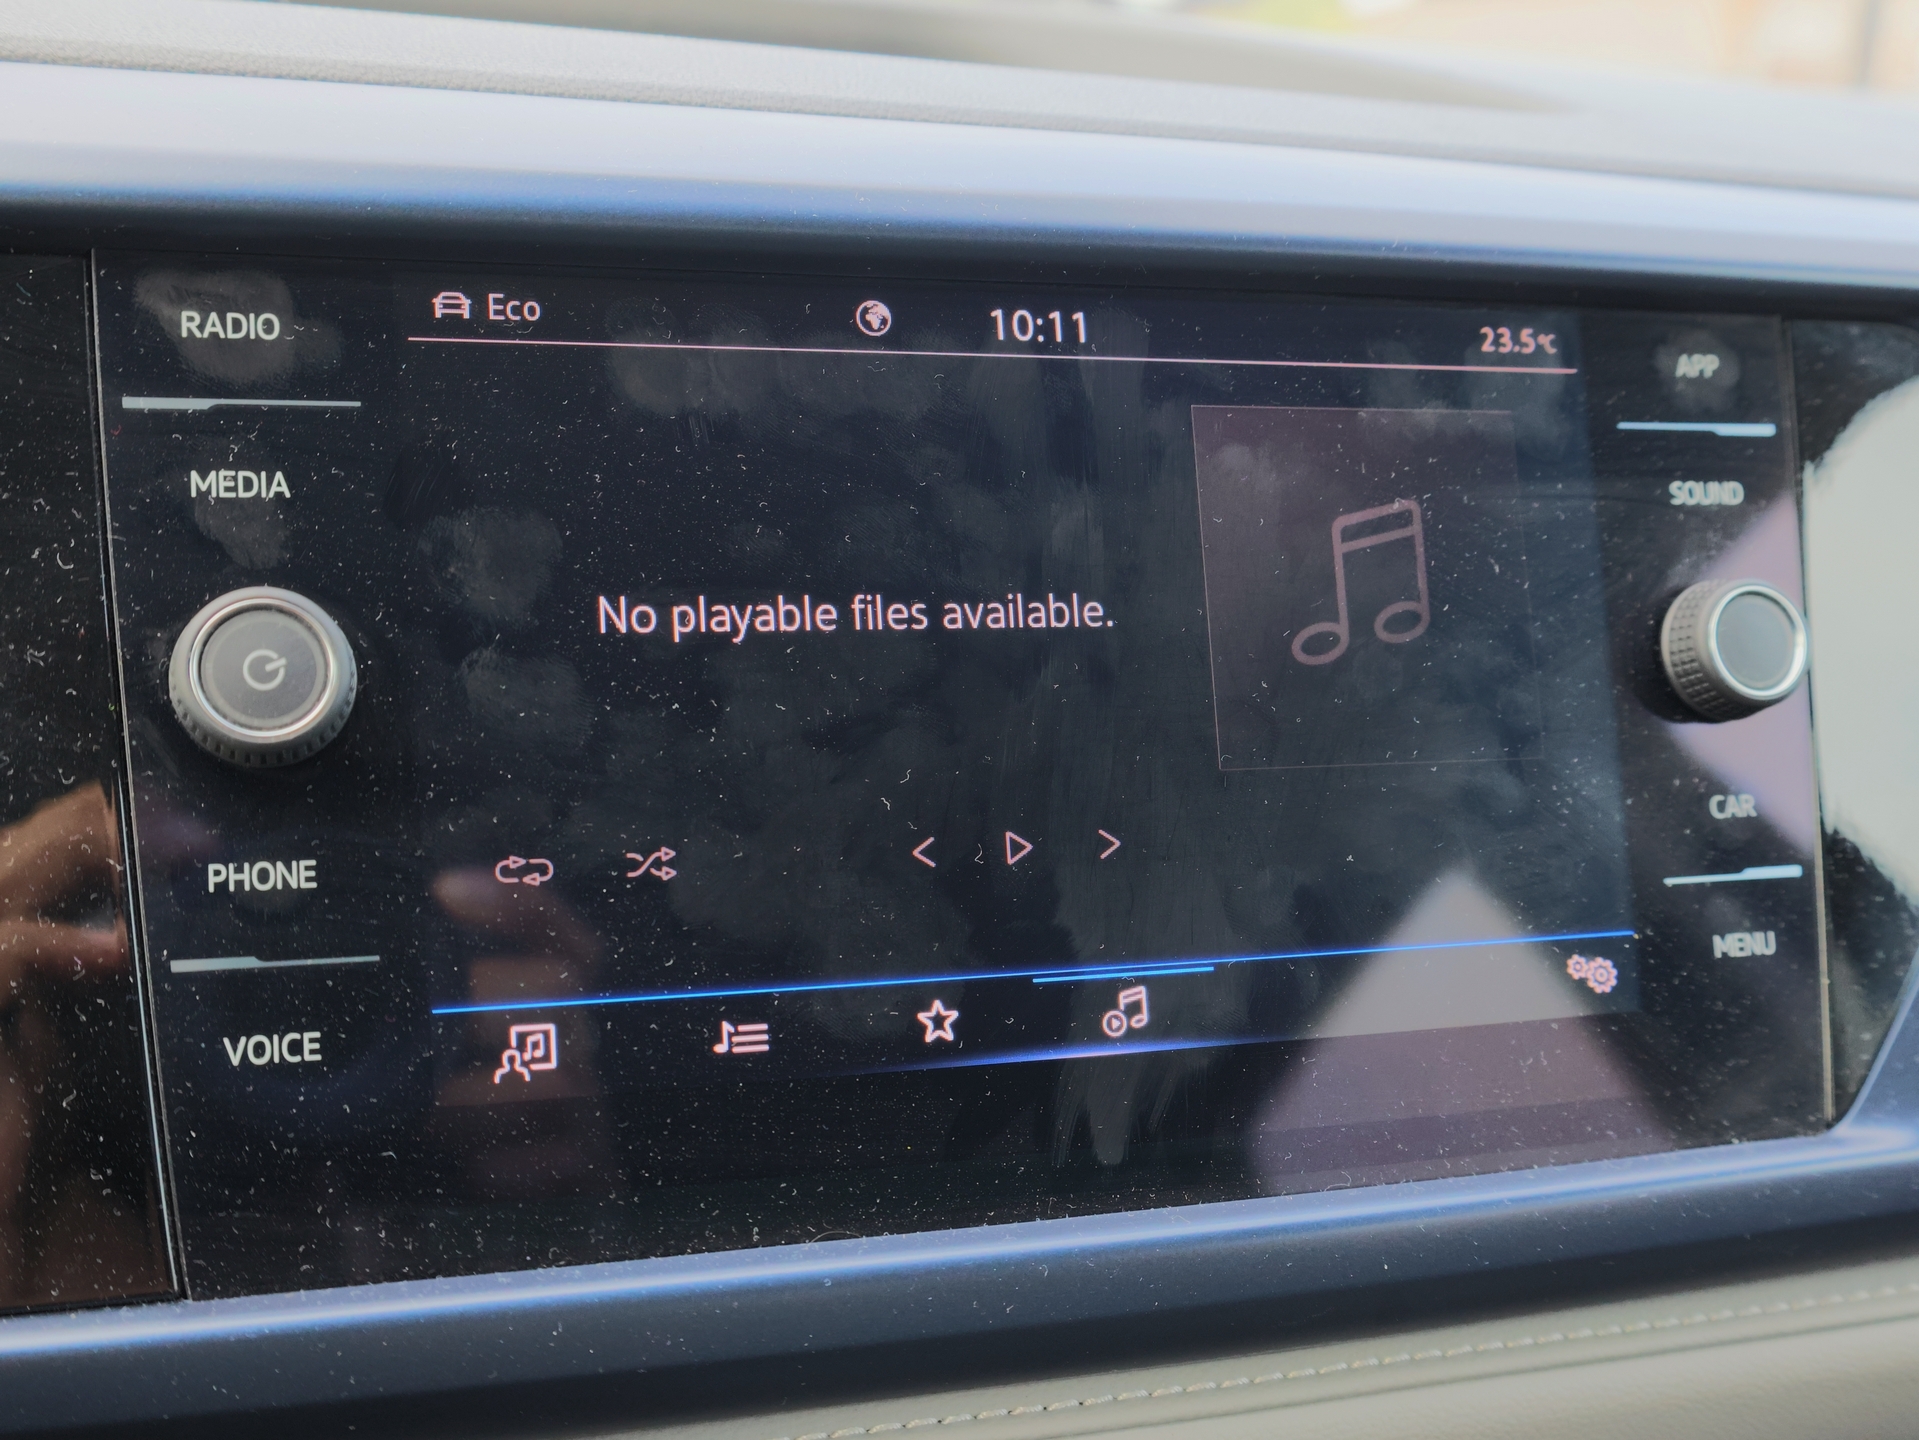 RADIO
Eco
10:11
23.5°C
APP
MEDIA
SOUND
No playable files available.
CAR
PHONE
MENU
VOICE